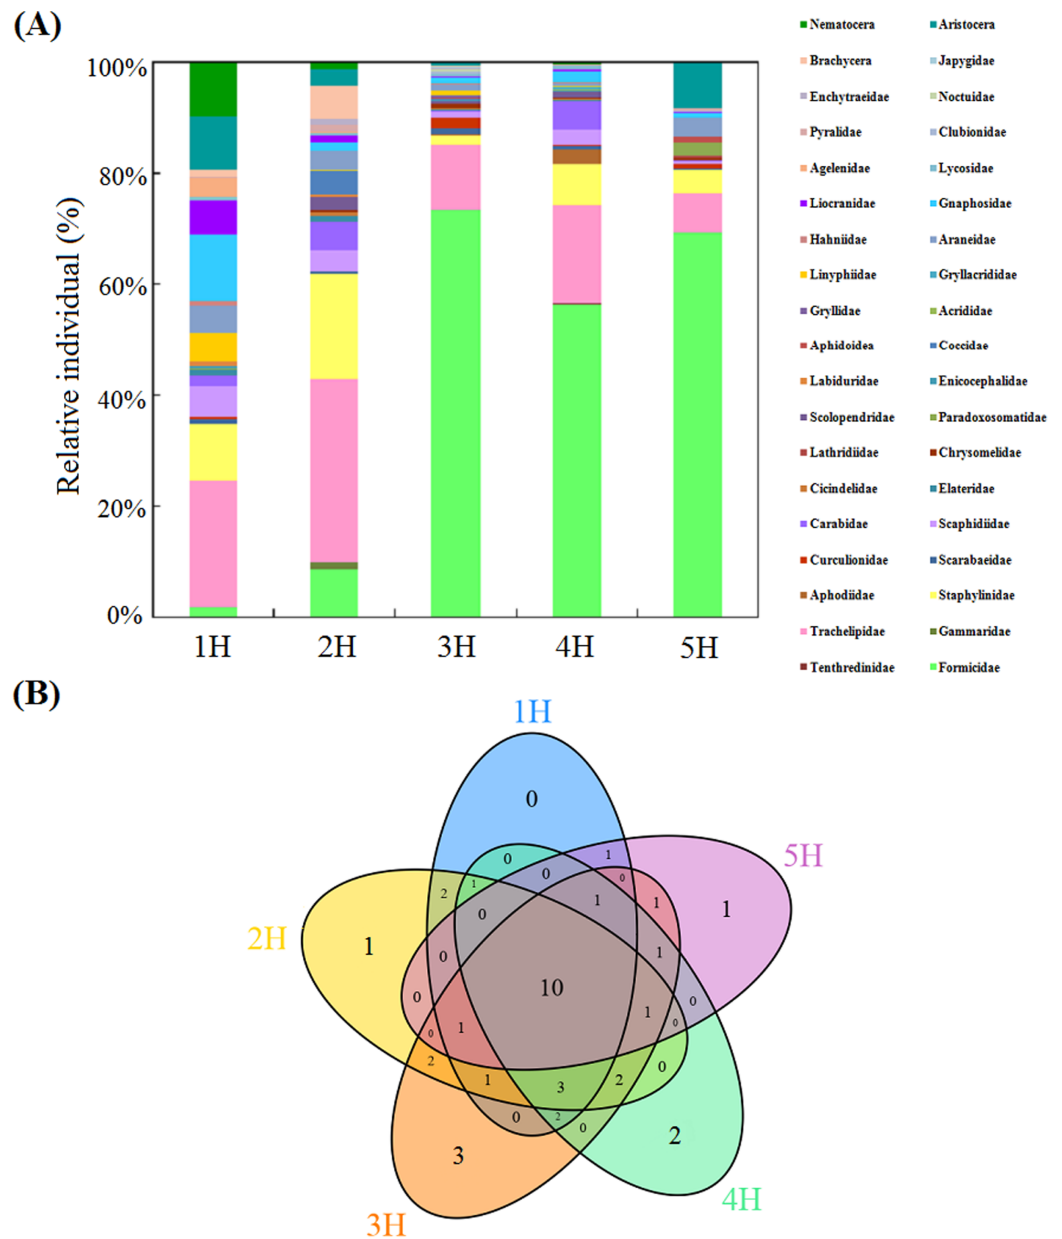 (A)
Relative individual (%)
100%
80%
60%
40%
20%
0%
1H 2H 3H 4H 5H
Nematocera Aristocera
Brachycera Japygidae
Enchytraeidae Noctuidae
Pyralidae Clubionidae
Agelenidae Lycosidae
Liocranidae Gnaphosidae
Hahniidae Araneidae
Linyphiidae Gryllacrididae
Gryllidae Acrididae
Aphidoidea Coccidae
Labiduridae Enicocephalidae
Scolopendridae Paradoxosomatidae
Lathridiidae Chrysomelidae
Cicindelidae Elateridae
Carabidae Scaphidiidae
Curculionidae Scarabaeidae
Aphodiidae Staphylinidae
Trachelipidae Gammaridae
Tenthredinidae Formicidae
(B)
1H
0
5H
0 1
0 0
2 1 1 1
0 1
2H 1
0 1
10
0 0
1 0
0 1
2 0
1 3 2
0 2 0
3 2
4H
3H